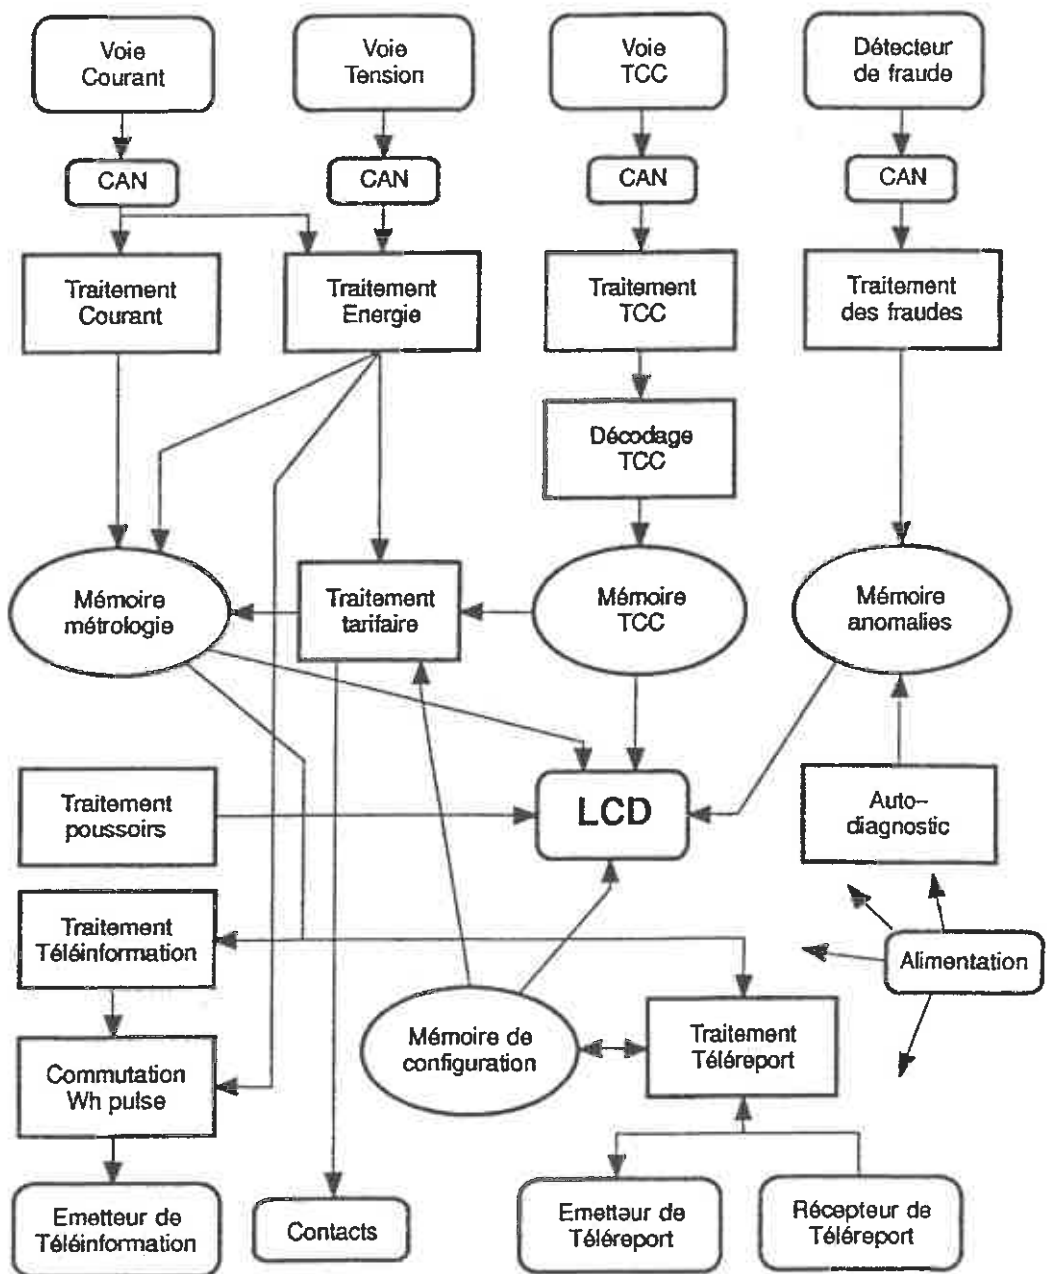 Voie
Courant
Voie
Tension
Voie
TCC
Détecteur
de fraude
CAN
CAN
CAN
CAN
Traitement
Courant
Traitement
Energie
Traitement
TCC
Traitement
des fraudes
Décodage
TCC
Mémoire
métrologie
Traitement
tarifaire
Mémoire
TCC
Mémoire
anomalies
Traitement
poussoirs
LCD
Auto-
diagnostic
Traitement
Téléinformation
Alimentation
Mémoire de
configuration
Traitement
Téléreport
Commutation
Wh pulse
Emetteur de
Téléinformation
Contacts
Emetteur de
Téléreport
Récepteur de
Téléreport